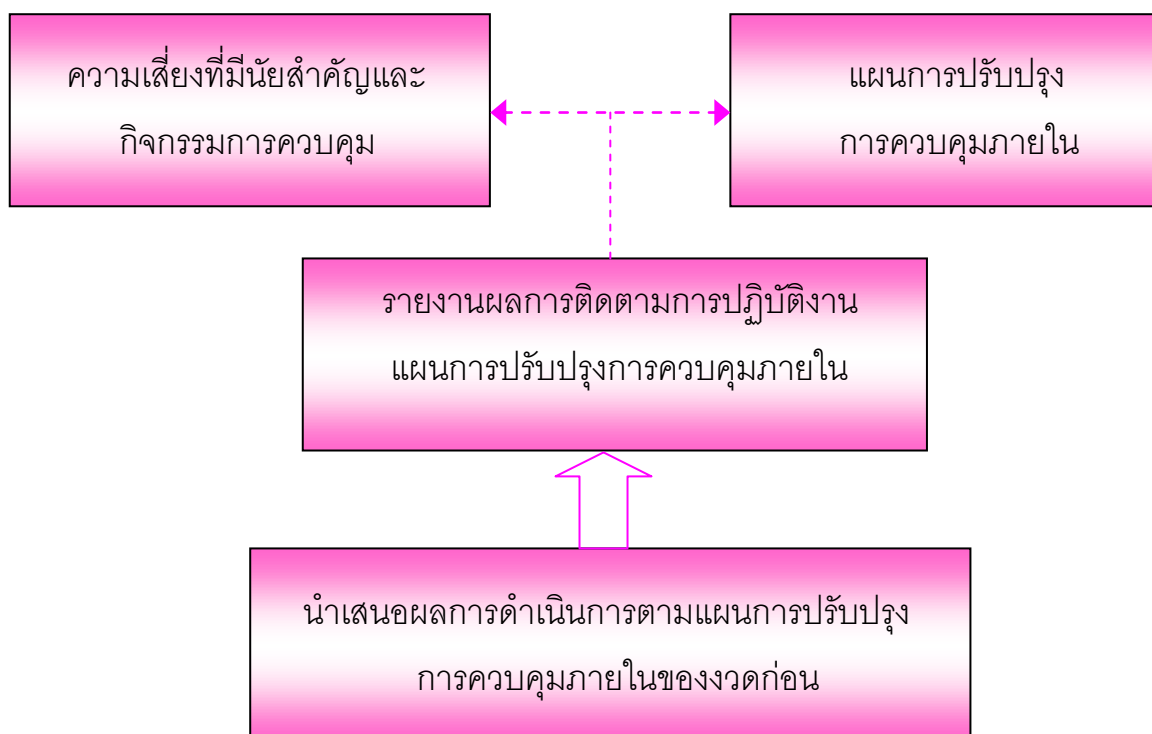 ความเสี่ยงที่มีนัยสำคัญและ
กิจกรรมการควบคุม
แผนการปรับปรุง
การควบคุมภายใน
รายงานผลการติดตามการปฏิบัติงาน
แผนการปรับปรุงการควบคุมภายใน
นำเสนอผลการดำเนินการตามแผนการปรับปรุง
การควบคุมภายในของงวดก่อน